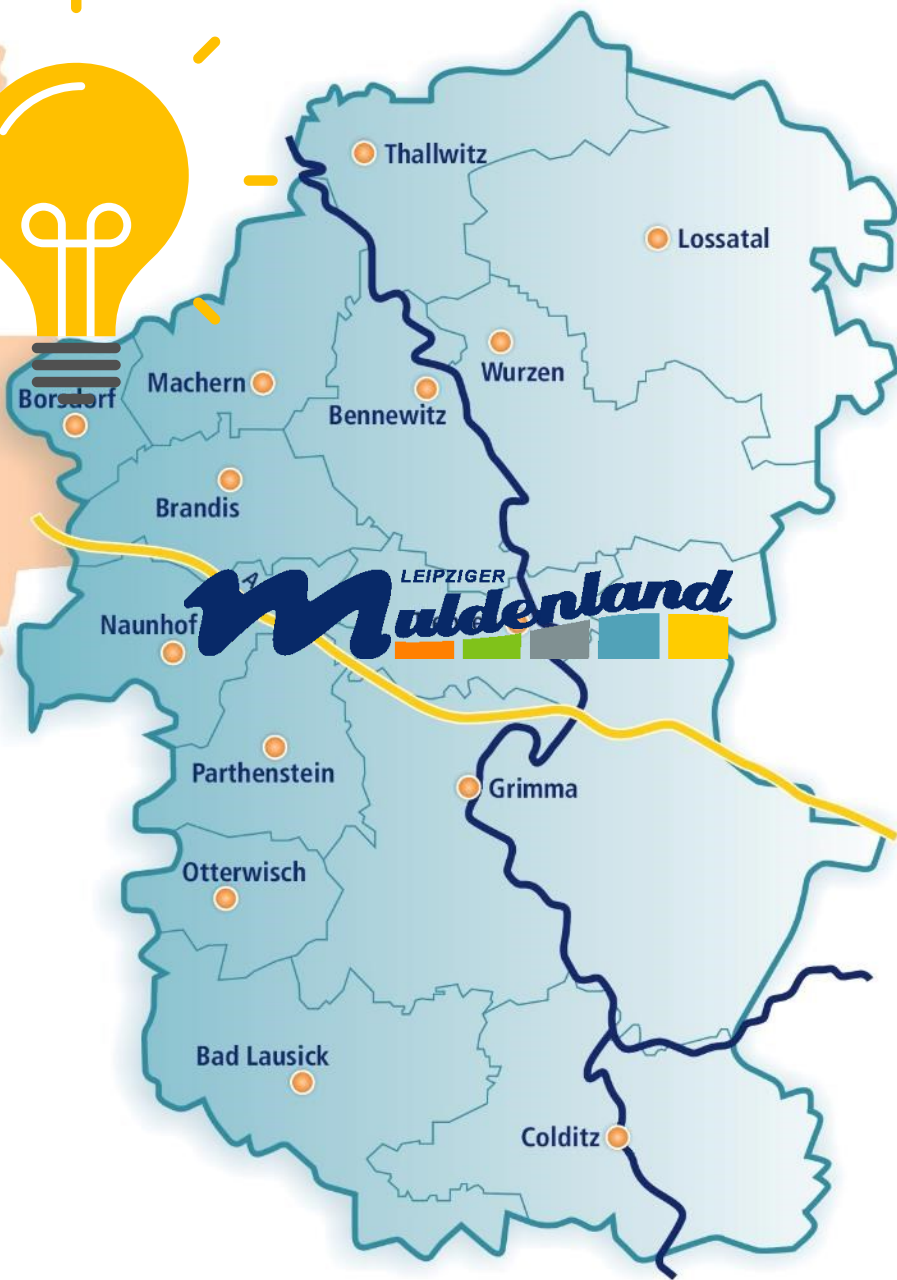 Thallwitz
Lossatal
Wurzen
Machern
Borsdorf
Bennewitz
Brandis
LEIPZIGER
Muldenland
Naunhof
Parthenstein
Grimma
Otterwisch
Bad Lausick
Colditz